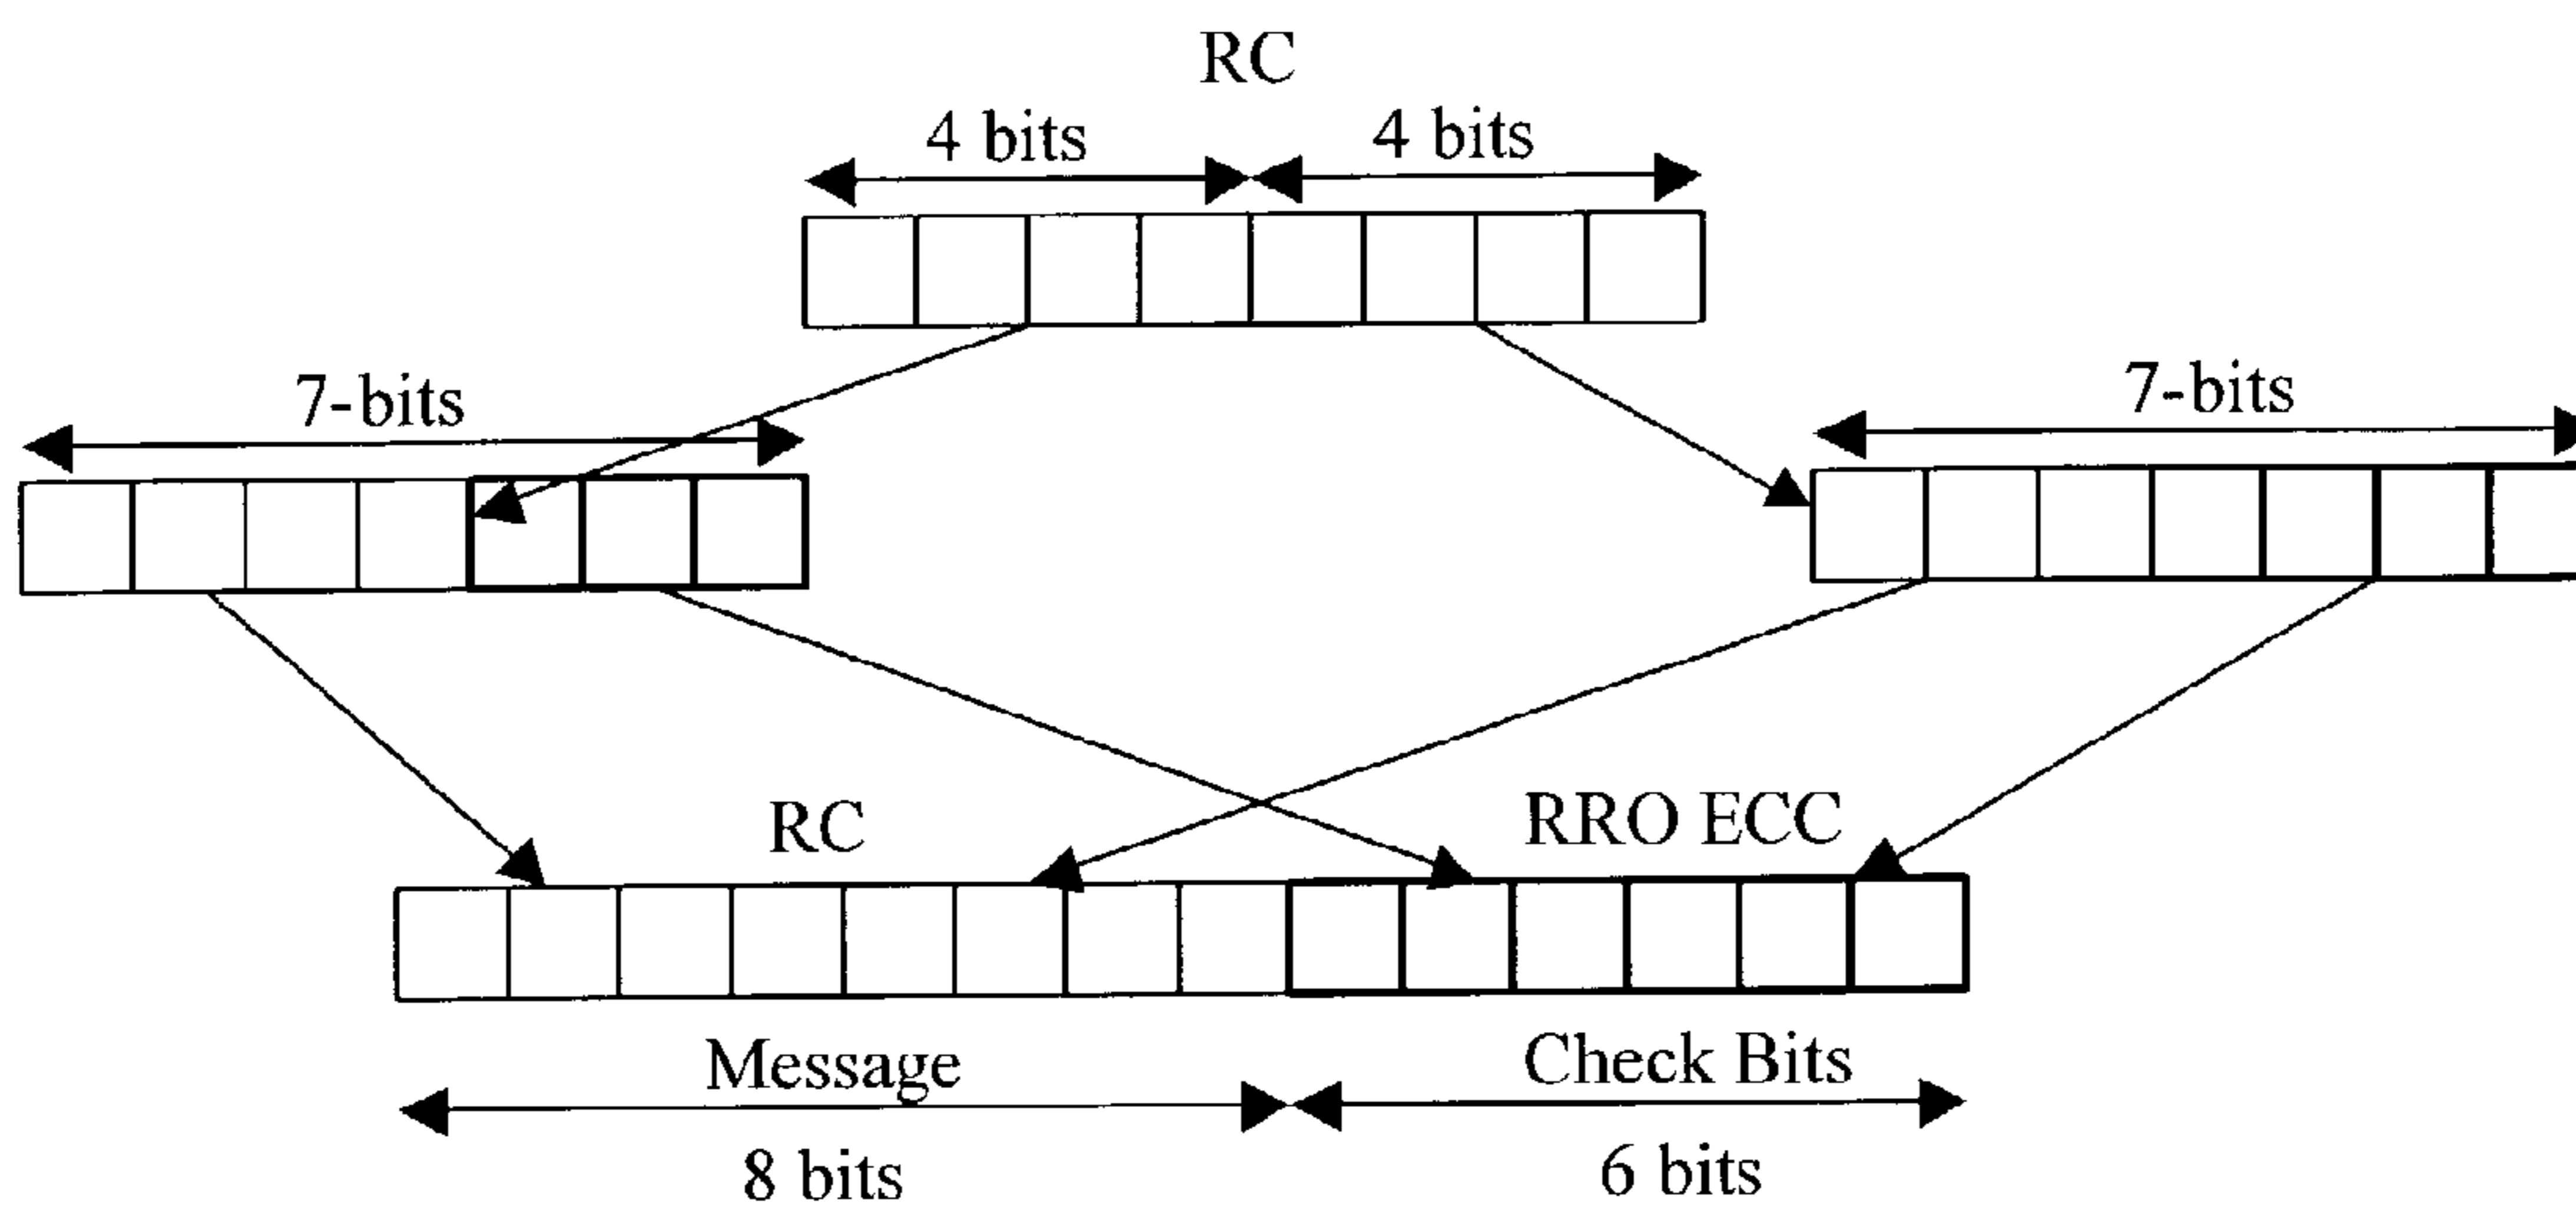 RC
4 bits
4 bits
7-bits
7-bits
RC
RRO ECC
Message
Check Bits
8 bits
6 bits